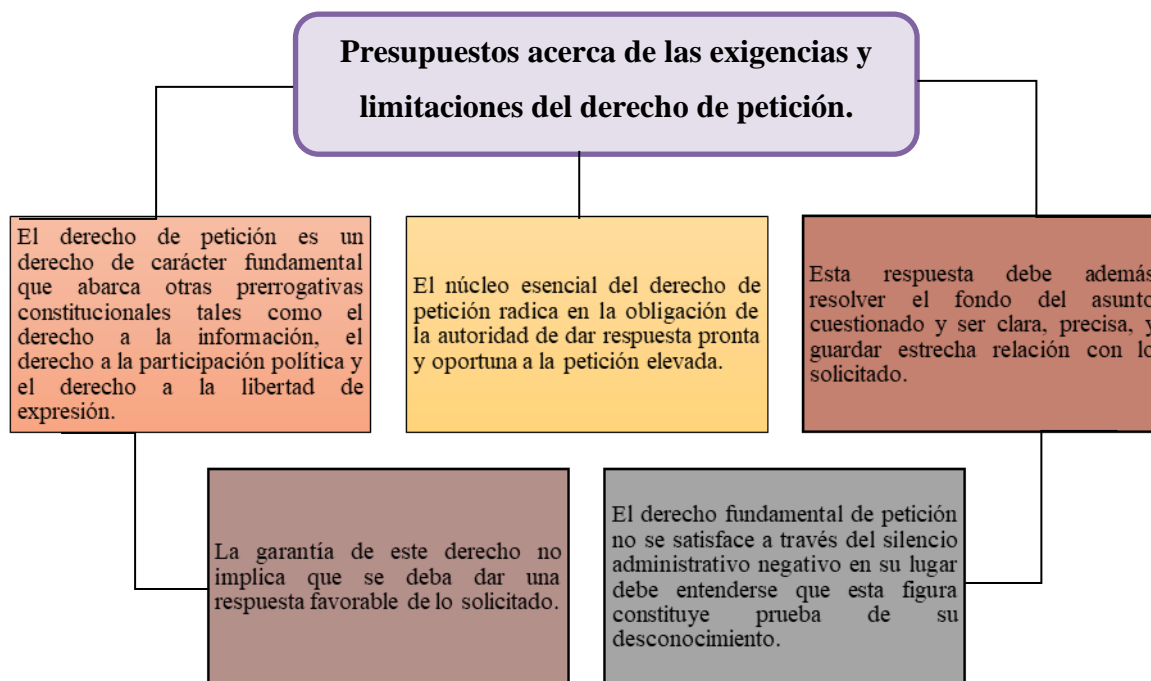 Presupuestos acerca de las exigencias y
limitaciones del derecho de petición.
El derecho de petición es un
derecho de carácter fundamental
que abarca otras prerrogativas
constitucionales tales como el
derecho a la información, el
derecho a la participación política y
el derecho a la libertad de
expresión.
El núcleo esencial del derecho de
petición radica en la obligación de
la autoridad de dar respuesta pronta
y oportuna a la petición elevada.
Esta respuesta debe además
resolver el fondo del asunto
cuestionado y ser clara, precisa, y
guardar estrecha relación con lo
solicitado.
La garantía de este derecho no
implica que se deba dar una
respuesta favorable de lo solicitado.
El derecho fundamental de petición
no se satisface a través del silencio
administrativo negativo en su lugar
debe entenderse que esta figura
constituye prueba de su
desconocimiento.